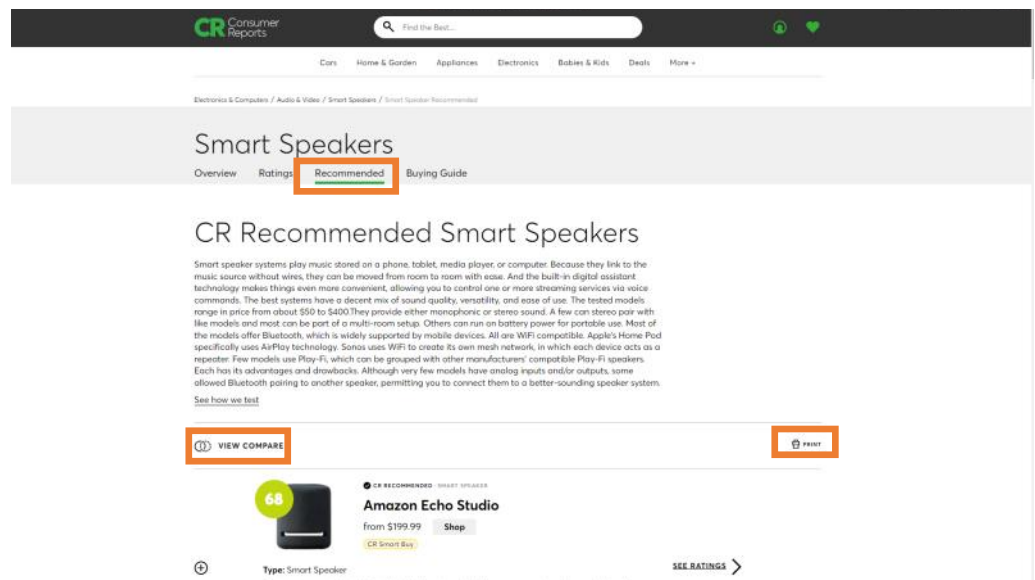 CR Consumer Reports
Find the Best...
Cars Home & Garden Appliances Electronics Babies & Kids Deals More
Electronics & Computers / Audio & Video / Smart Speakers / Smart Speaker Recommended
Smart Speakers
Overview Ratings Recommended Buying Guide
CR Recommended Smart Speakers
Smart speaker systems play music stored on a phone, tablet, media player, or computer. Because they link to the
music source without wires, they can be moved from room to room with ease. And the built-in digital assistant
technology makes things even more convenient, allowing you to control one or more streaming services via voice
commands. The best systems have a decent mix of sound quality, versatility, and ease of use. The tested models
range in price from about $50 to $400.They provide either monophonic or stereo sound. A few can stereo pair with
like models and most can be part of a multi-room setup. Others can run on battery power for portable use. Most of
the models offer Bluetooth, which is widely supported by mobile devices. All are WiFi compatible. Apple's Home Pod
specifically uses AirPlay technology. Sonos uses WiFi to create its own mesh network, in which each device acts as a
repeater. Few models use Play-Fi, which can be grouped with other manufacturers' compatible Play-Fi speakers.
Each has its advantages and drawbacks. Although very few models have analog inputs and/or outputs, some
allowed Bluetooth pairing to another speaker, permitting you to connect them to a better-sounding speaker system.
See how we test
VIEW COMPARE
PRINT
68
CR RECOMMENDED SMART SPEAKER
Amazon Echo Studio
from $199.99 Shop
CR Smart Buy
Type: Smart Speaker
SEE RATINGS